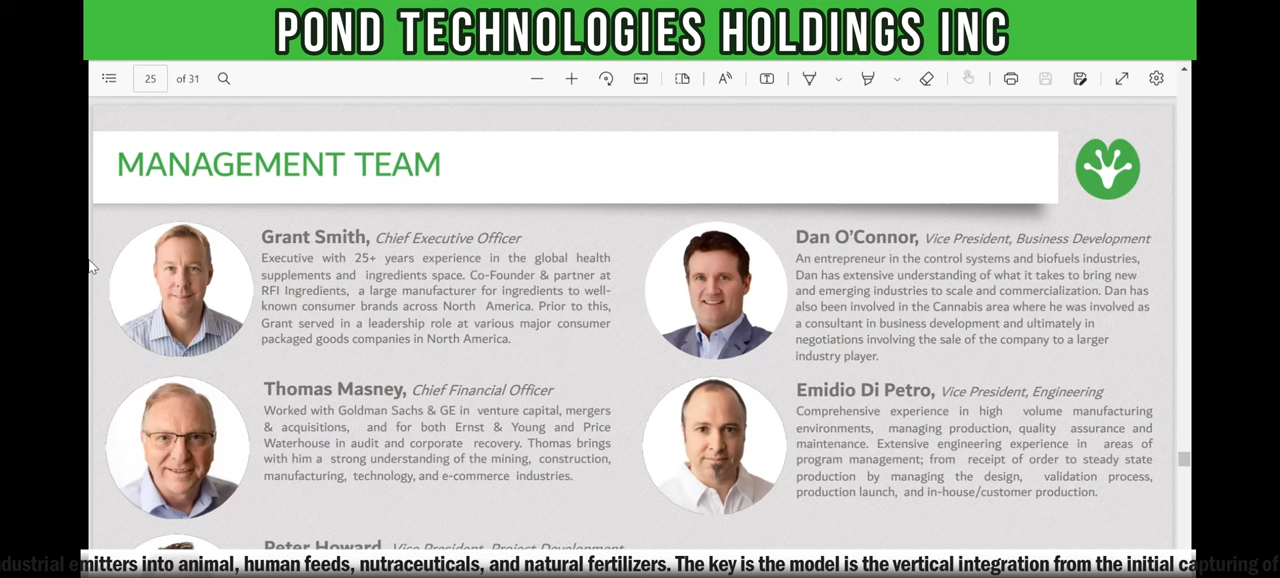 POND TECHNOLOGIES HOLDINGS INC
25 of 31
MANAGEMENT TEAM
Grant Smith, Chief Executive Officer
Executive with 25+ years experience in the global health
supplements and ingredients space. Co-Founder & partner at
RFI Ingredients, a large manufacturer for ingredients to well-
known consumer brands across North America. Prior to this,
Grant served in a leadership role at various major consumer
packaged goods companies in North America.
Dan O'Connor, Vice President, Business Development
An entrepreneur in the control systems and biofuels industries,
Dan has extensive understanding of what it takes to bring new
and emerging industries to scale and commercialization. Dan has
also been involved in the Cannabis area where he was involved as
a consultant in business development and ultimately in
negotiations involving the sale of the company to a larger
industry player.
Thomas Masney, Chief Financial Officer
Worked with Goldman Sachs & GE in venture capital, mergers
& acquisitions, and for both Ernst & Young and Price
Waterhouse in audit and corporate recovery. Thomas brings
with him a strong understanding of the mining, construction,
manufacturing, technology, and e-commerce industries.
Emidio Di Petro, Vice President, Engineering
Comprehensive experience in high volume manufacturing
environments, managing production, quality assurance and
maintenance. Extensive engineering experience in areas of
program management; from receipt of order to steady state
production by managing the design, validation process,
production launch, and in-house/customer production.
Peter Howard, Vice President, Project Development
dustrial emitters into animal, human feeds, nutraceuticals, and natural fertilizers. The key is the model is the vertical integration from the initial capturing of